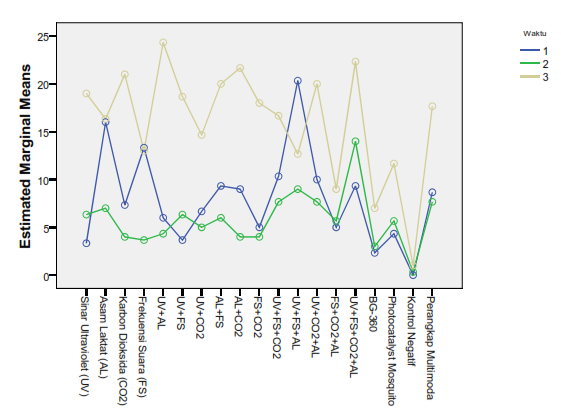 Waktu
1
2
3
Estimated Marginal Means
25
20
15
10
5
0
Sinar Ultraviolet (UV)
Asam Laktat (AL)
Karbon Dioksida (CO2)
Frekuensi Suara (FS)
UV+AL
UV+FS
UV+CO2
AL+FS
AL+CO2
FS+CO2
UV+FS+CO2
UV+FS+AL
UV+CO2+AL
FS+CO2+AL
UV+FS+CO2+AL
BG-360
Photocatalyst Mosquito
Kontrol Negatif
Perangkap Multimoda